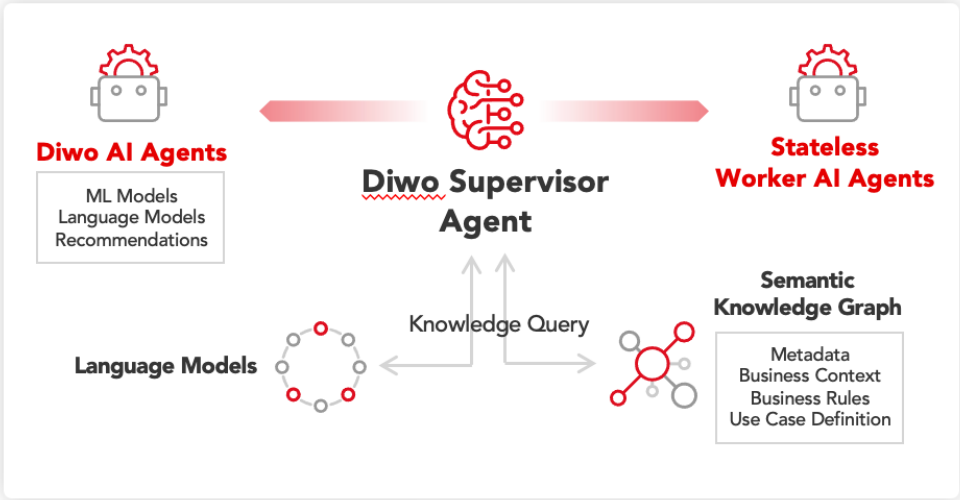 Diwo AI Agents
ML Models
Language Models
Recommendations
Diwo Supervisor
Agent
Stateless
Worker AI Agents
Knowledge Query
Language Models
Semantic
Knowledge Graph
Metadata
Business Context
Business Rules
Use Case Definition